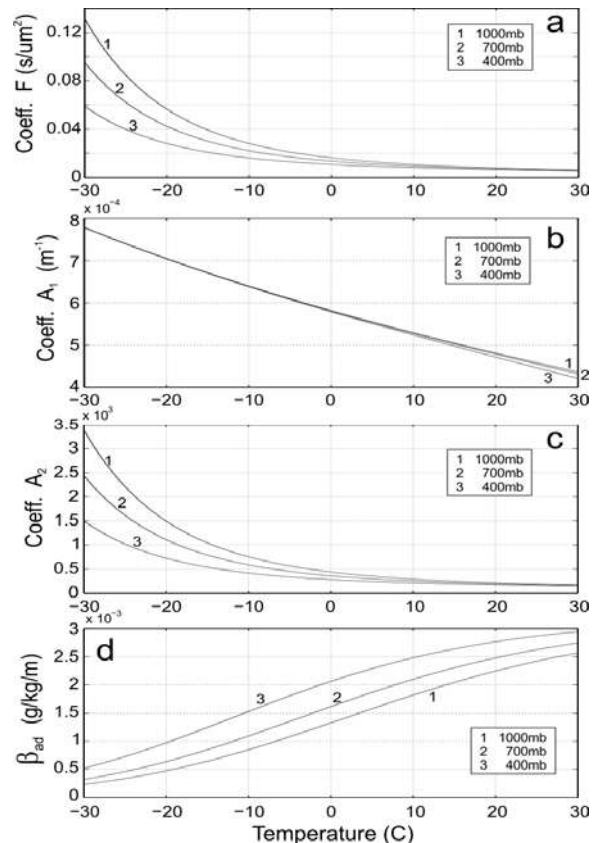 a
0.12
0.08
0.04
0
Coeff. F (s/um²)
1
2
3
1 1000mb
2 700mb
3 400mb
−30 −20 −10 0 10 20 30
x 10⁻⁴
b
8
7
6
5
4
Coeff. A₁ (m⁻¹)
1 1000mb
2 700mb
3 400mb
1
2
3
−30 −20 −10 0 10 20 30
x 10³
c
3.5
3
2.5
2
1.5
1
0.5
0
Coeff. A₂
1
2
3
1 1000mb
2 700mb
3 400mb
−30 −20 −10 0 10 20 30
x 10⁻³
d
3
2.5
2
1.5
1
0.5
0
βad (g/kg/m)
3
2
1
1 1000mb
2 700mb
3 400mb
−30 −20 −10 0 10 20 30
Temperature (C)